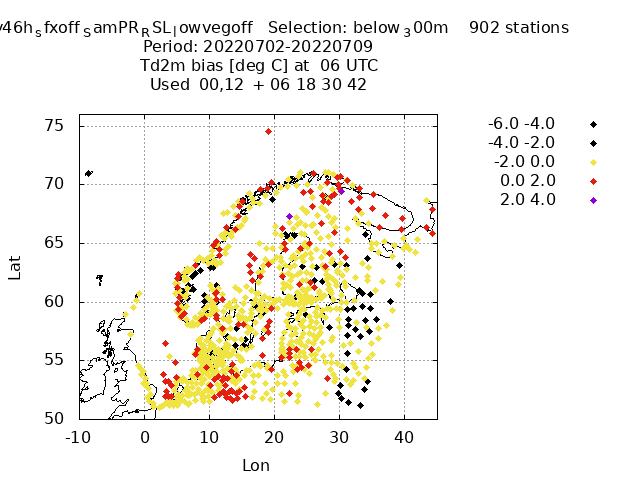 v46h_sfxoff_SamPR_RSL_lowvegoff Selection: below_300m 902 stations
Period: 20220702-20220709
Td2m bias [deg C] at 06 UTC
Used 00,12 + 06 18 30 42
-6.0 -4.0
-4.0 -2.0
-2.0 0.0
0.0 2.0
2.0 4.0
75
70
65
60
55
50
Lat
-10 0 10 20 30 40
Lon